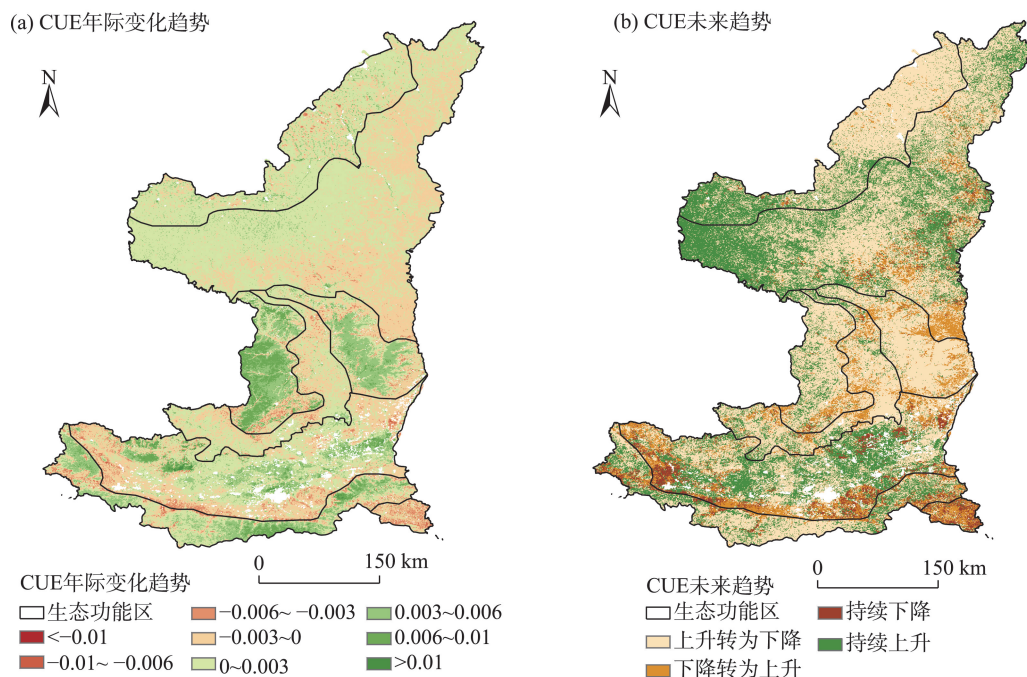 (a) CUE年际变化趋势
(b) CUE未来趋势
N
N
0 150 km
0 150 km
CUE年际变化趋势
生态功能区
<−0.01
−0.01~ −0.006
−0.006~ −0.003
−0.003~0
0~0.003
0.003~0.006
0.006~0.01
>0.01
CUE未来趋势
生态功能区
上升转为下降
下降转为上升
持续下降
持续上升